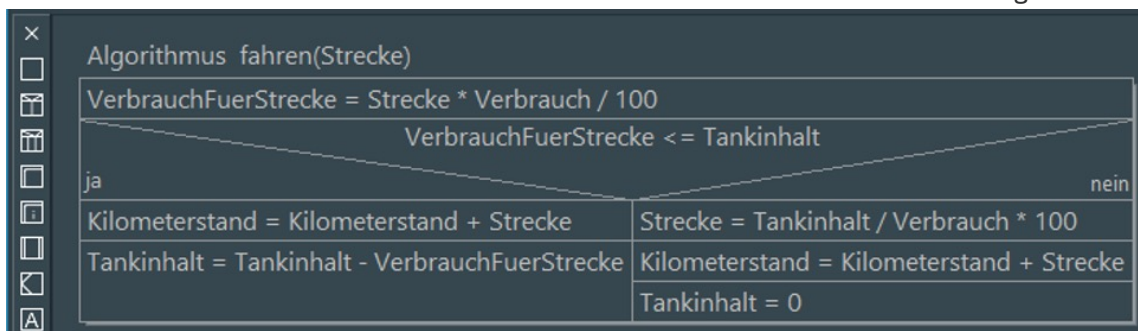 Algorithmus fahren(Strecke)
VerbrauchFuerStrecke = Strecke * Verbrauch / 100
VerbrauchFuerStrecke <= Tankinhalt
ja
nein
Kilometerstand = Kilometerstand + Strecke
Strecke = Tankinhalt / Verbrauch * 100
Tankinhalt = Tankinhalt - VerbrauchFuerStrecke
Kilometerstand = Kilometerstand + Strecke
Tankinhalt = 0
A